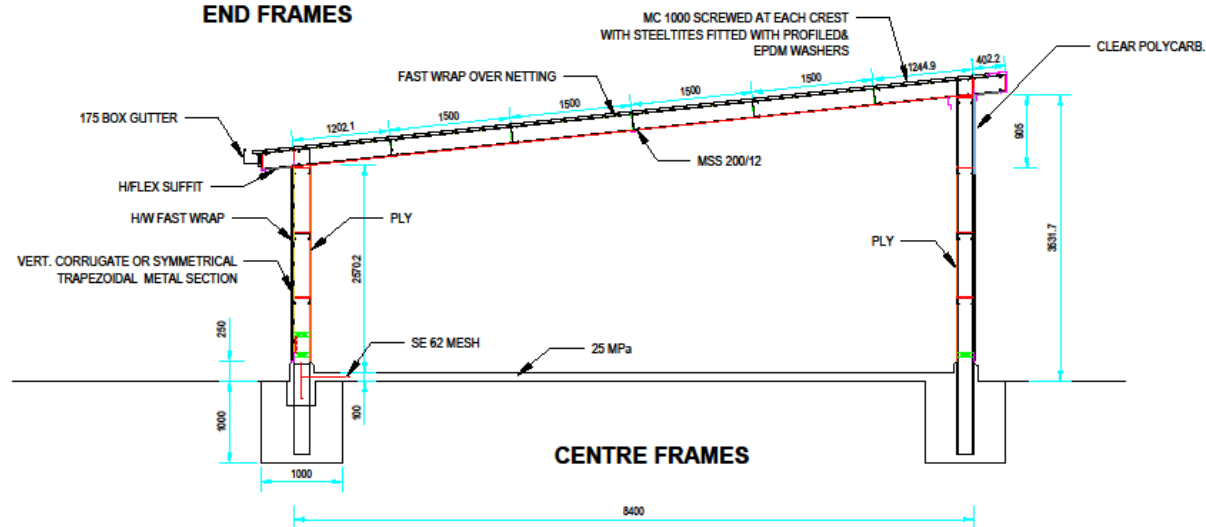 END FRAMES
MC 1000 SCREWED AT EACH CREST
WITH STEELTITES FITTED WITH PROFILED&
EPDM WASHERS
CLEAR POLYCARB.
402.2
1244.9
FAST WRAP OVER NETTING
1500
1500
1500
1500
1202.1
175 BOX GUTTER
905
MSS 200/12
H/FLEX SUFFIT
H/W FAST WRAP
PLY
PLY
VERT. CORRUGATE OR SYMMETRICAL
TRAPEZOIDAL METAL SECTION
2570.2
3531.7
250
SE 62 MESH
25 MPa
100
1000
CENTRE FRAMES
1000
8400